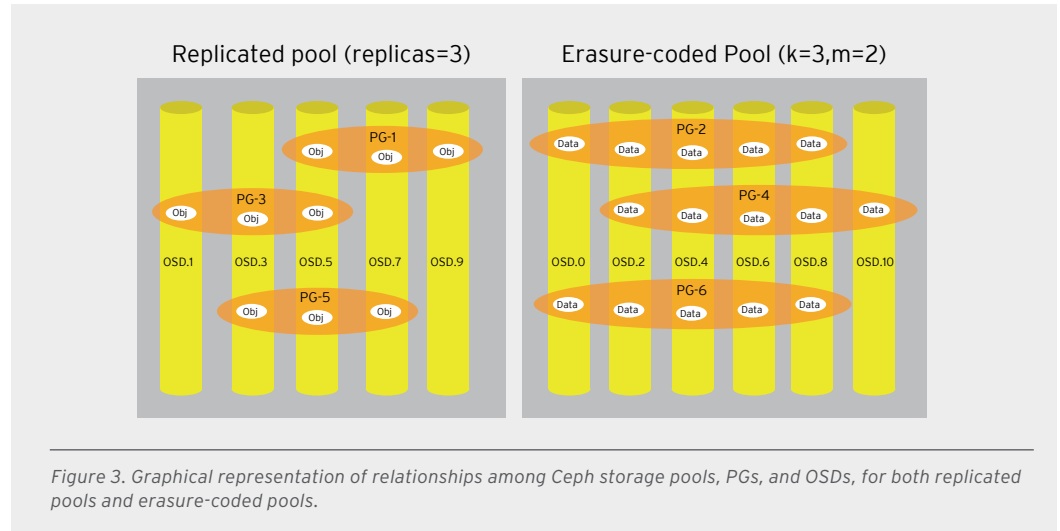 Replicated pool (replicas=3)
PG-1
Obj
Obj
Obj
PG-3
Obj
Obj
Obj
OSD.1
OSD.3
OSD.5
OSD.7
OSD.9
PG-5
Obj
Obj
Obj
Erasure-coded Pool (k=3,m=2)
PG-2
Data
Data
Data
Data
Data
PG-4
Data
Data
Data
Data
Data
OSD.0
OSD.2
OSD.4
OSD.6
OSD.8
OSD.10
PG-6
Data
Data
Data
Data
Data
Figure 3. Graphical representation of relationships among Ceph storage pools, PGs, and OSDs, for both replicated
pools and erasure-coded pools.